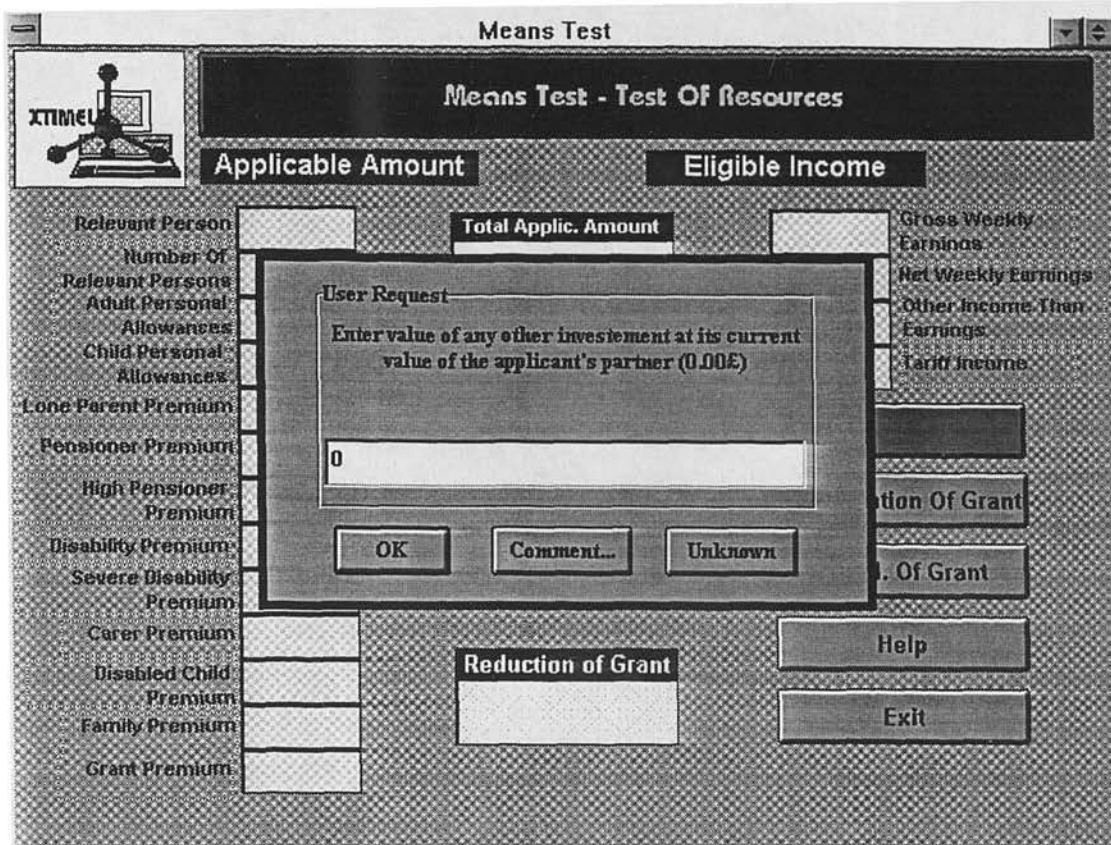 Means Test
XTIMEL
Means Test - Test OF Resources
Applicable Amount
Eligible Income
Relevant Person
Number Of
Relevant Persons
Adult Personal
Allowances
Child Personal
Allowances
Lone Parent Premium
Pensioner Premium
High Pensioner
Premium
Disability Premium
Severe Disability
Premium
Carer Premium
Disabled Child
Premium
Family Premium
Grant Premium
Total Applic. Amount
Gross Weekly
Earnings
Net Weekly Earnings
Other Income Than
Earnings
Tariff Income
User Request
Enter value of any other investement at its current
value of the applicant's partner (0.00£)
0
OK
Comment...
Unknown
tion Of Grant
. Of Grant
Reduction of Grant
Help
Exit